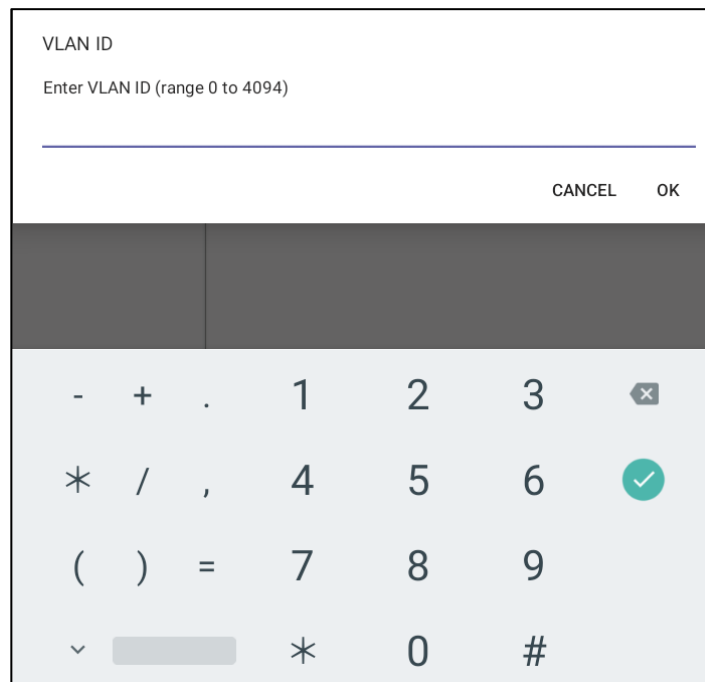 VLAN ID
Enter VLAN ID (range 0 to 4094)
CANCEL OK
- + . 1 2 3
* / , 4 5 6
( ) = 7 8 9
* 0 #